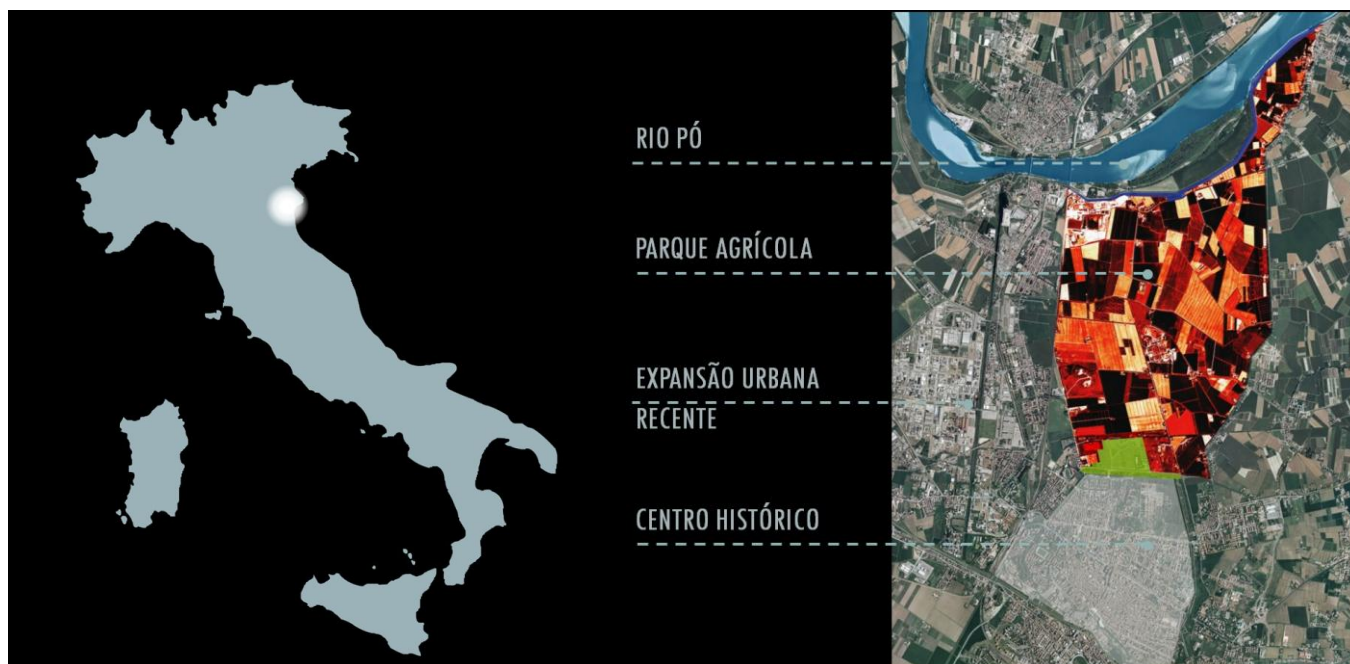 RIO PÓ
PARQUE AGRÍCOLA
EXPANSÃO URBANA
RECENTE
CENTRO HISTÓRICO